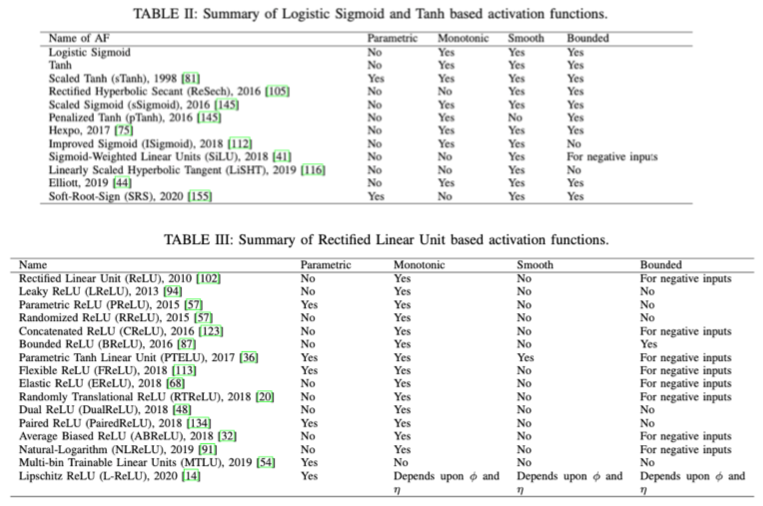 TABLE II: Summary of Logistic Sigmoid and Tanh based activation functions.
Name of AF Parametric Monotonic Smooth Bounded
Logistic Sigmoid No Yes Yes Yes
Tanh No Yes Yes Yes
Scaled Tanh (sTanh), 1998 [81] Yes Yes Yes Yes
Rectified Hyperbolic Secant (ReSech), 2016 [105] No No Yes Yes
Scaled Sigmoid (sSigmoid), 2016 [145] No Yes Yes Yes
Penalized Tanh (pTanh), 2016 [145] No Yes No Yes
Hexpo, 2017 [75] No Yes Yes Yes
Improved Sigmoid (ISigmoid), 2018 [112] No Yes Yes No
Sigmoid-Weighted Linear Units (SiLU), 2018 [41] No No Yes For negative inputs
Linearly Scaled Hyperbolic Tangent (LiSHT), 2019 [116] No No Yes No
Elliott, 2019 [44] No Yes Yes Yes
Soft-Root-Sign (SRS), 2020 [155] Yes No Yes Yes
TABLE III: Summary of Rectified Linear Unit based activation functions.
Name Parametric Monotonic Smooth Bounded
Rectified Linear Unit (ReLU), 2010 [102] No Yes No For negative inputs
Leaky ReLU (LReLU), 2013 [94] No Yes No No
Parametric ReLU (PReLU), 2015 [57] Yes Yes No No
Randomized ReLU (RReLU), 2015 [57] No Yes No No
Concatenated ReLU (CReLU), 2016 [123] No Yes No For negative inputs
Bounded ReLU (BReLU), 2016 [87] No Yes No Yes
Parametric Tanh Linear Unit (PTELU), 2017 [36] Yes Yes Yes For negative inputs
Flexible ReLU (FReLU), 2018 [113] Yes Yes No For negative inputs
Elastic ReLU (EReLU), 2018 [68] No Yes No For negative inputs
Randomly Translational ReLU (RTReLU), 2018 [20] No Yes No For negative inputs
Dual ReLU (DualReLU), 2018 [48] No Yes No No
Paired ReLU (PairedReLU), 2018 [134] Yes Yes No No
Average Biased ReLU (ABReLU), 2018 [32] No Yes No For negative inputs
Natural-Logarithm (NLReLU), 2019 [91] No Yes No For negative inputs
Multi-bin Trainable Linear Units (MTLU), 2019 [54] Yes No No No
Lipschitz ReLU (L-ReLU), 2020 [14] Yes Depends upon ϕ and Depends upon ϕ and Depends upon ϕ and
η η η